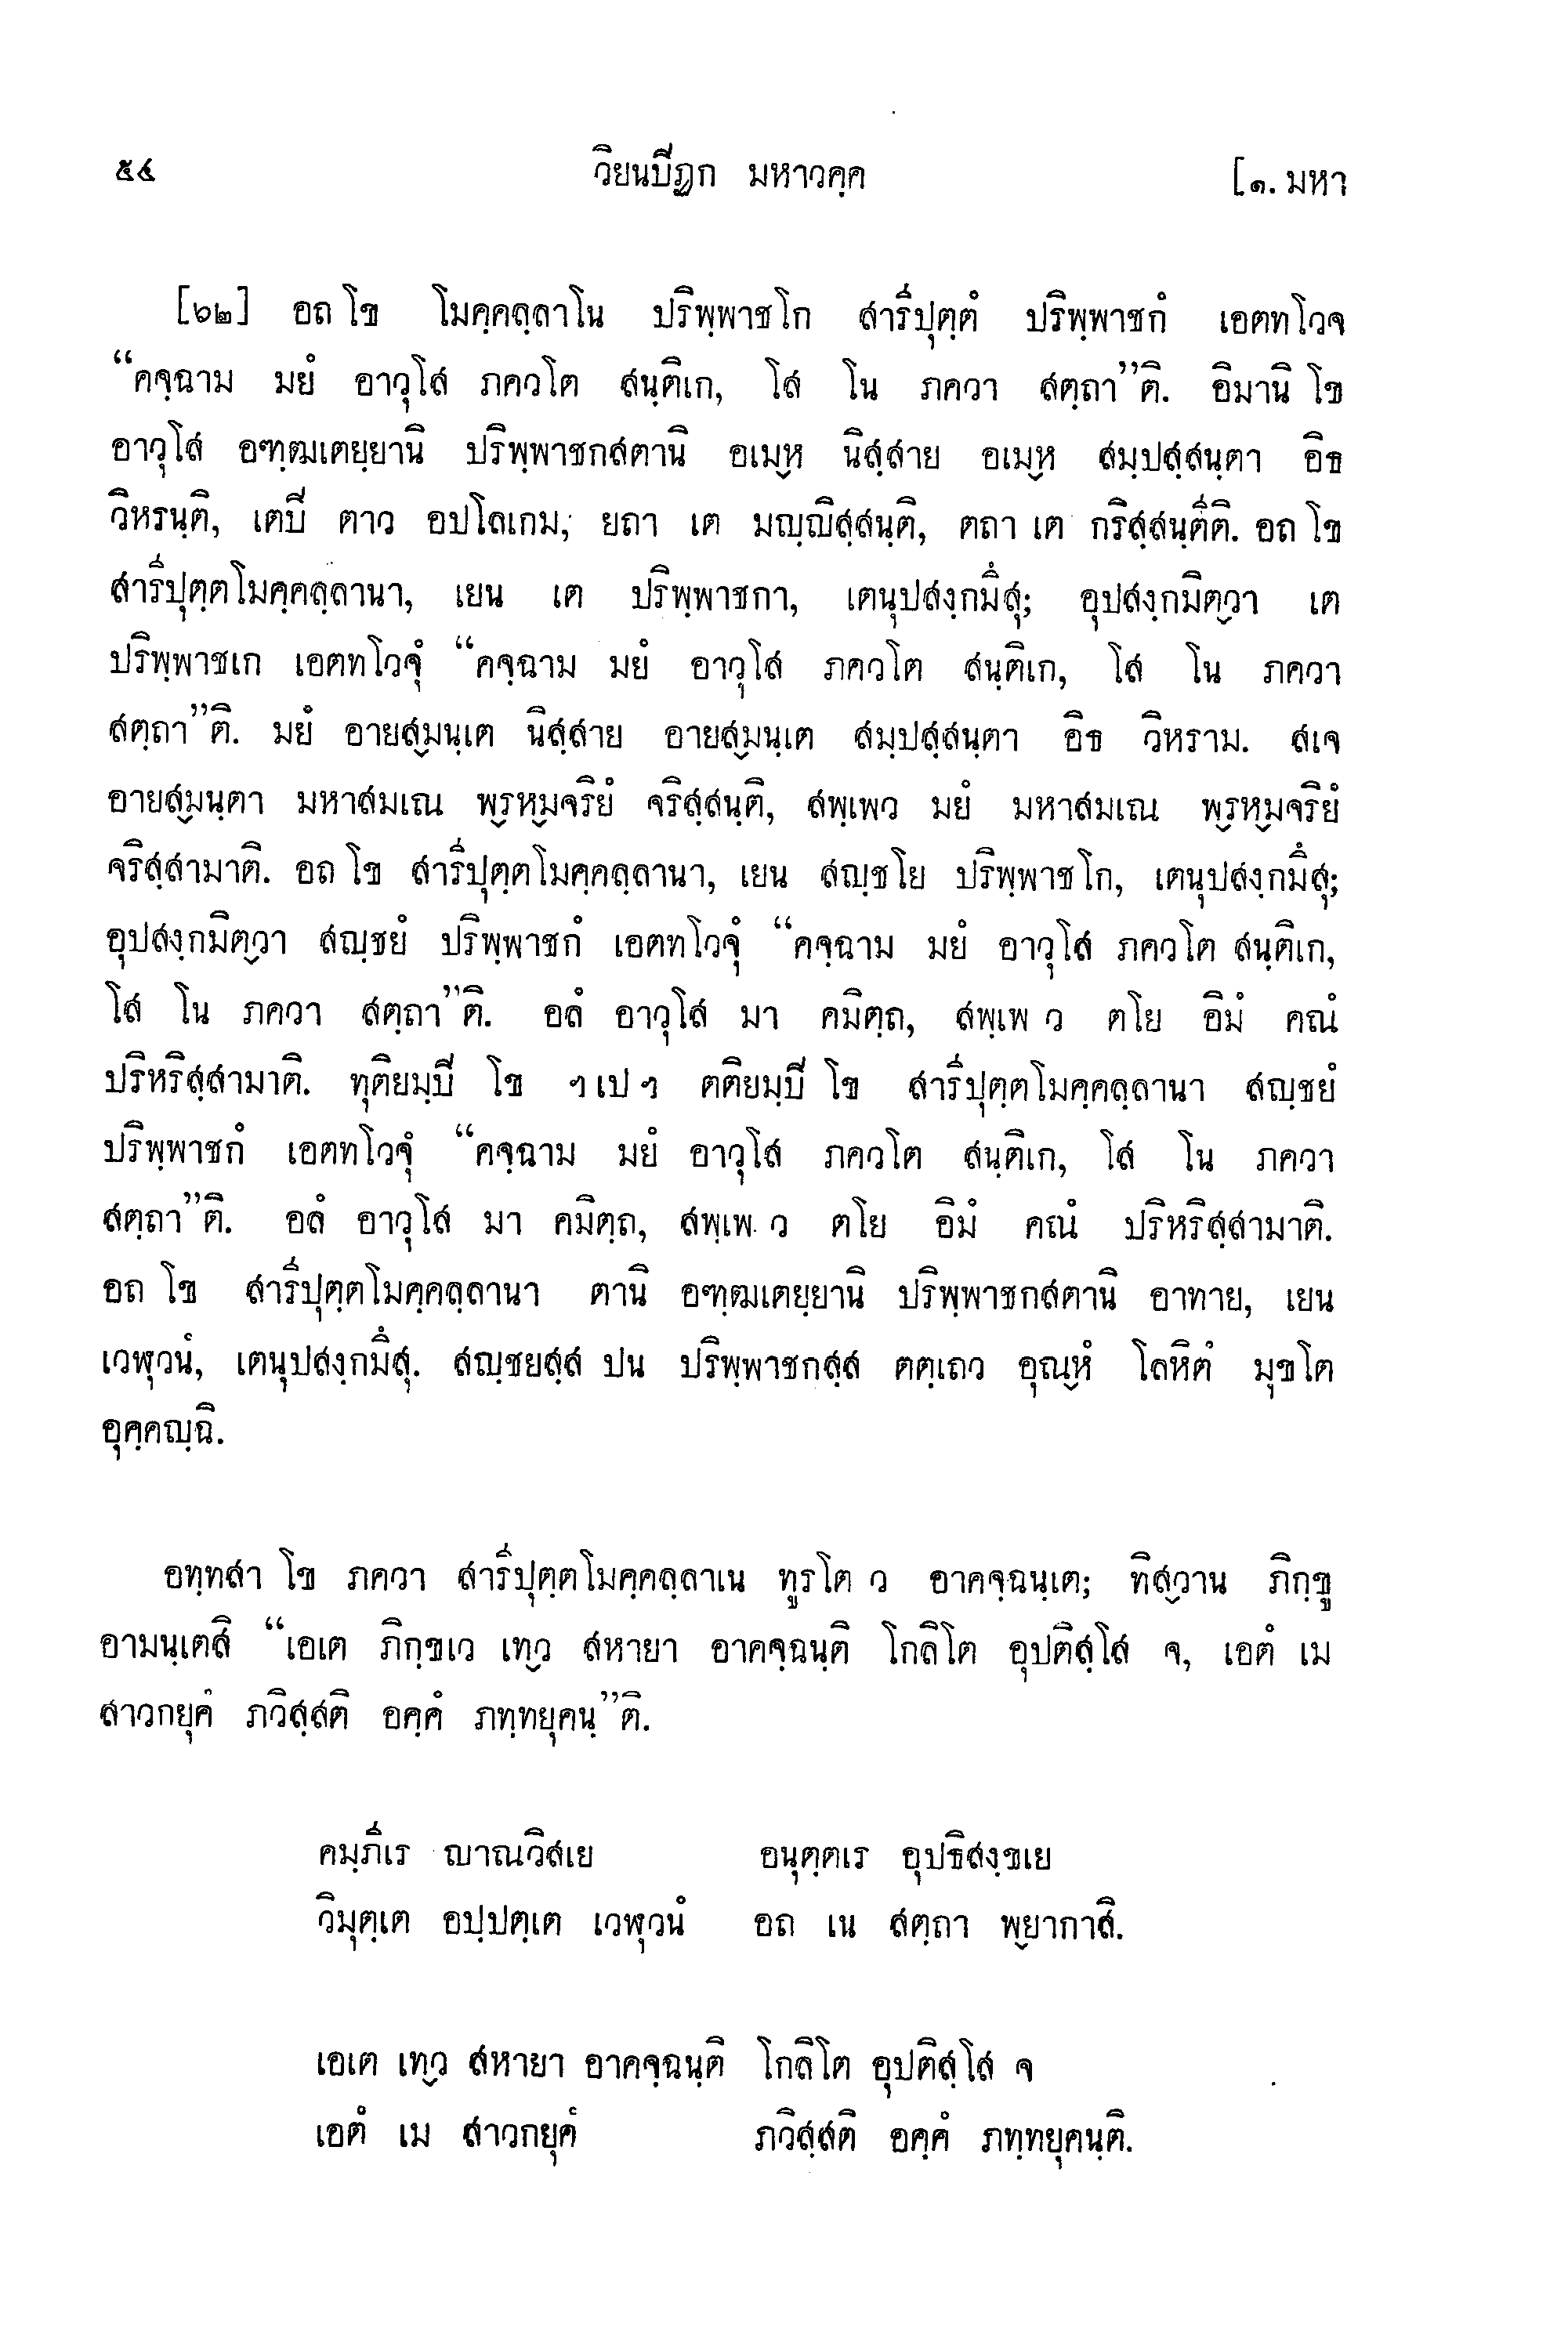 ๕๔ วิยนปิฏก มหาวคฺค [๑. มหา
[๖๒] อถ โข โมคฺคลฺลาโน ปริพฺพาชโก สารีปุตฺตํ ปริพฺพาชกํ เอตทโวจ
“คจฺฉาม มยํ อาวุโส ภควโต สนฺติเก, โส โน ภควา สตฺถา”ติ. อิมานิ โข
อาวุโส อฑฺฒเตยฺยานิ ปริพฺพาชกสตานิ อเมฺห นิสฺสาย อเมฺห สมฺปสฺสนฺตา อิธ
วิหรนฺติ, เตปิ ตาว อปโลเกม, ยถา เต มญฺญิสฺสนฺติ, ตถา เต กริสฺสนฺตีติ. อถ โข
สารีปุตฺตโมคฺคลฺลานา, เยน เต ปริพฺพาชกา, เตนุปสงฺกมึสุ; อุปสงฺกมิตฺวา เต
ปริพฺพาชเก เอตทโวจุํ “คจฺฉาม มยํ อาวุโส ภควโต สนฺติเก, โส โน ภควา
สตฺถา”ติ. มยํ อายสฺมนฺเต นิสฺสาย อายสฺมนฺเต สมฺปสฺสนฺตา อิธ วิหราม. สเจ
อายสฺมนฺตา มหาสมเณ พฺรหฺมจริยํ จริสฺสนฺติ, สพฺเพว มยํ มหาสมเณ พฺรหฺมจริยํ
จริสฺสามาติ. อถ โข สารีปุตฺตโมคฺคลฺลานา, เยน สญฺชโย ปริพฺพาชโก, เตนุปสงฺกมึสุ;
อุปสงฺกมิตฺวา สญฺชยํ ปริพฺพาชกํ เอตทโวจุํ “คจฺฉาม มยํ อาวุโส ภควโต สนฺติเก,
โส โน ภควา สตฺถา”ติ. อลํ อาวุโส มา คมิตฺถ, สพฺเพ ว ตโย อิมํ คณํ
ปริหริสฺสามาติ. ทุติยมฺปิ โข ฯ เป ฯ ตติยมฺปิ โข สารีปุตฺตโมคฺคลฺลานา สญฺชยํ
ปริพฺพาชกํ เอตทโวจุํ “คจฺฉาม มยํ อาวุโส ภควโต สนฺติเก, โส โน ภควา
สตฺถา”ติ. อลํ อาวุโส มา คมิตฺถ, สพฺเพ ว ตโย อิมํ คณํ ปริหริสฺสามาติ.
อถ โข สารีปุตฺตโมคฺคลฺลานา ตานิ อฑฺฒเตยฺยานิ ปริพฺพาชกสตานิ อาทาย, เยน
เวฬุวนํ, เตนุปสงฺกมึสุ. สญฺชยสฺส ปน ปริพฺพาชกสฺส ตตฺเถว อุณฺหํ โลหิตํ มุขโต
อุคฺคญฺฉิ.
อทฺทสา โข ภควา สารีปุตฺตโมคฺคลฺลาเน ทูรโต ว อาคจฺฉนฺเต; ทิสฺวาน ภิกฺขู
อามนฺเตสิ “เอเต ภิกฺขเว เทฺว สหายา อาคจฺฉนฺติ โกลิโต อุปติสฺโส จ, เอตํ เม
สาวกยุคํ ภวิสฺสติ อคฺคํ ภทฺทยุคนฺ”ติ.
คมฺภีเร ญาณวิสเย อนุตฺตเร อุปธิสงฺขเย
วิมุตฺเต อปฺปตฺเต เวฬุวนํ อถ เน สตฺถา พฺยากาสิ.
เอเต เทฺว สหายา อาคจฺฉนฺติ โกลิโต อุปติสฺโส จ
เอตํ เม สาวกยุคํ ภวิสฺสติ อคฺคํ ภทฺทยุคนฺติ.